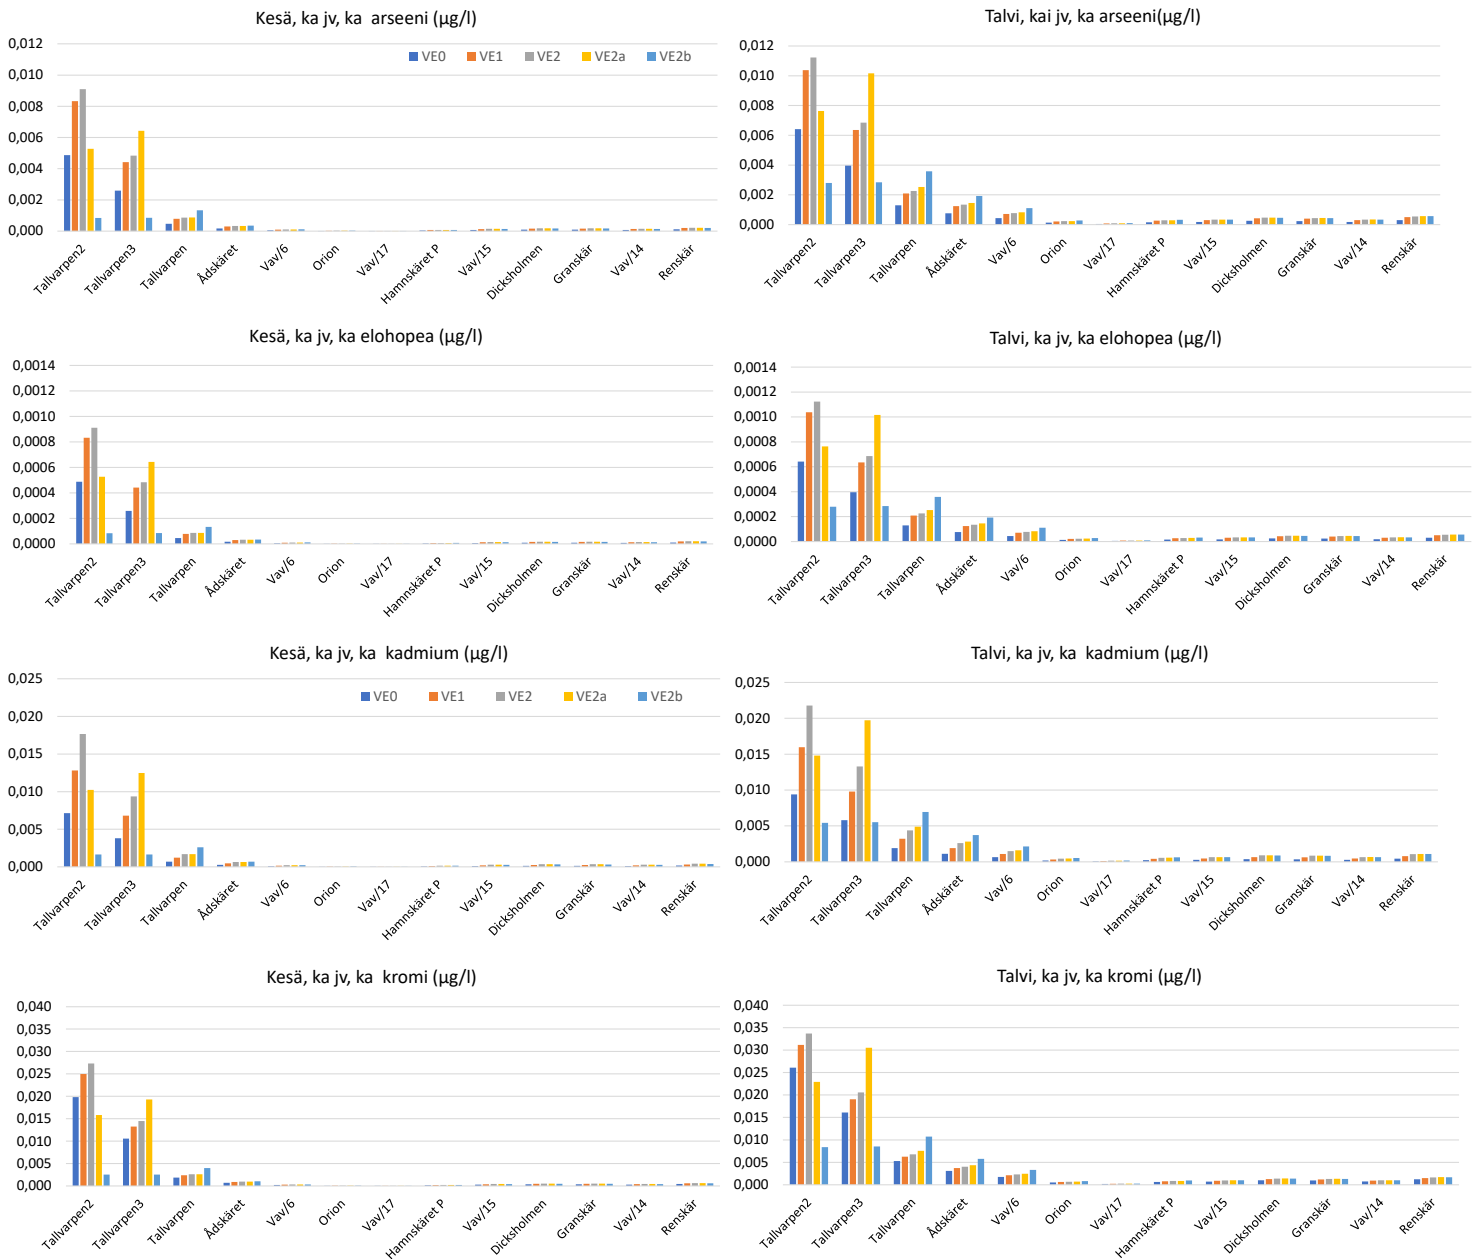 Kesä, ka jv, ka  arseeni (µg/l)
0,012
0,010
0,008
0,006
0,004
0,002
0,000
VE0 VE1 VE2 VE2a VE2b
Tallvarpen2
Tallvarpen3
Tallvarpen
Ådskäret
Vav/6
Orion
Vav/17
Hamnskäret P
Vav/15
Dicksholmen
Granskär
Vav/14
Renskär
Talvi, kai jv, ka arseeni(µg/l)
0,012
0,010
0,008
0,006
0,004
0,002
0,000
Tallvarpen2
Tallvarpen3
Tallvarpen
Ådskäret
Vav/6
Orion
Vav/17
Hamnskäret P
Vav/15
Dicksholmen
Granskär
Vav/14
Renskär
Kesä, ka jv, ka elohopea (µg/l)
0,0014
0,0012
0,0010
0,0008
0,0006
0,0004
0,0002
0,0000
Tallvarpen2
Tallvarpen3
Tallvarpen
Ådskäret
Vav/6
Orion
Vav/17
Hamnskäret P
Vav/15
Dicksholmen
Granskär
Vav/14
Renskär
Talvi, ka jv, ka elohopea (µg/l)
0,0014
0,0012
0,0010
0,0008
0,0006
0,0004
0,0002
0,0000
Tallvarpen2
Tallvarpen3
Tallvarpen
Ådskäret
Vav/6
Orion
Vav/17
Hamnskäret P
Vav/15
Dicksholmen
Granskär
Vav/14
Renskär
Kesä, ka jv, ka  kadmium (µg/l)
0,025
0,020
0,015
0,010
0,005
0,000
VE0 VE1 VE2 VE2a VE2b
Tallvarpen2
Tallvarpen3
Tallvarpen
Ådskäret
Vav/6
Orion
Vav/17
Hamnskäret P
Vav/15
Dicksholmen
Granskär
Vav/14
Renskär
Talvi, ka jv, ka  kadmium (µg/l)
0,025
0,020
0,015
0,010
0,005
0,000
Tallvarpen2
Tallvarpen3
Tallvarpen
Ådskäret
Vav/6
Orion
Vav/17
Hamnskäret P
Vav/15
Dicksholmen
Granskär
Vav/14
Renskär
Kesä, ka jv, ka  kromi (µg/l)
0,040
0,035
0,030
0,025
0,020
0,015
0,010
0,005
0,000
Tallvarpen2
Tallvarpen3
Tallvarpen
Ådskäret
Vav/6
Orion
Vav/17
Hamnskäret P
Vav/15
Dicksholmen
Granskär
Vav/14
Renskär
Talvi, ka jv, ka kromi (µg/l)
0,040
0,035
0,030
0,025
0,020
0,015
0,010
0,005
0,000
Tallvarpen2
Tallvarpen3
Tallvarpen
Ådskäret
Vav/6
Orion
Vav/17
Hamnskäret P
Vav/15
Dicksholmen
Granskär
Vav/14
Renskär